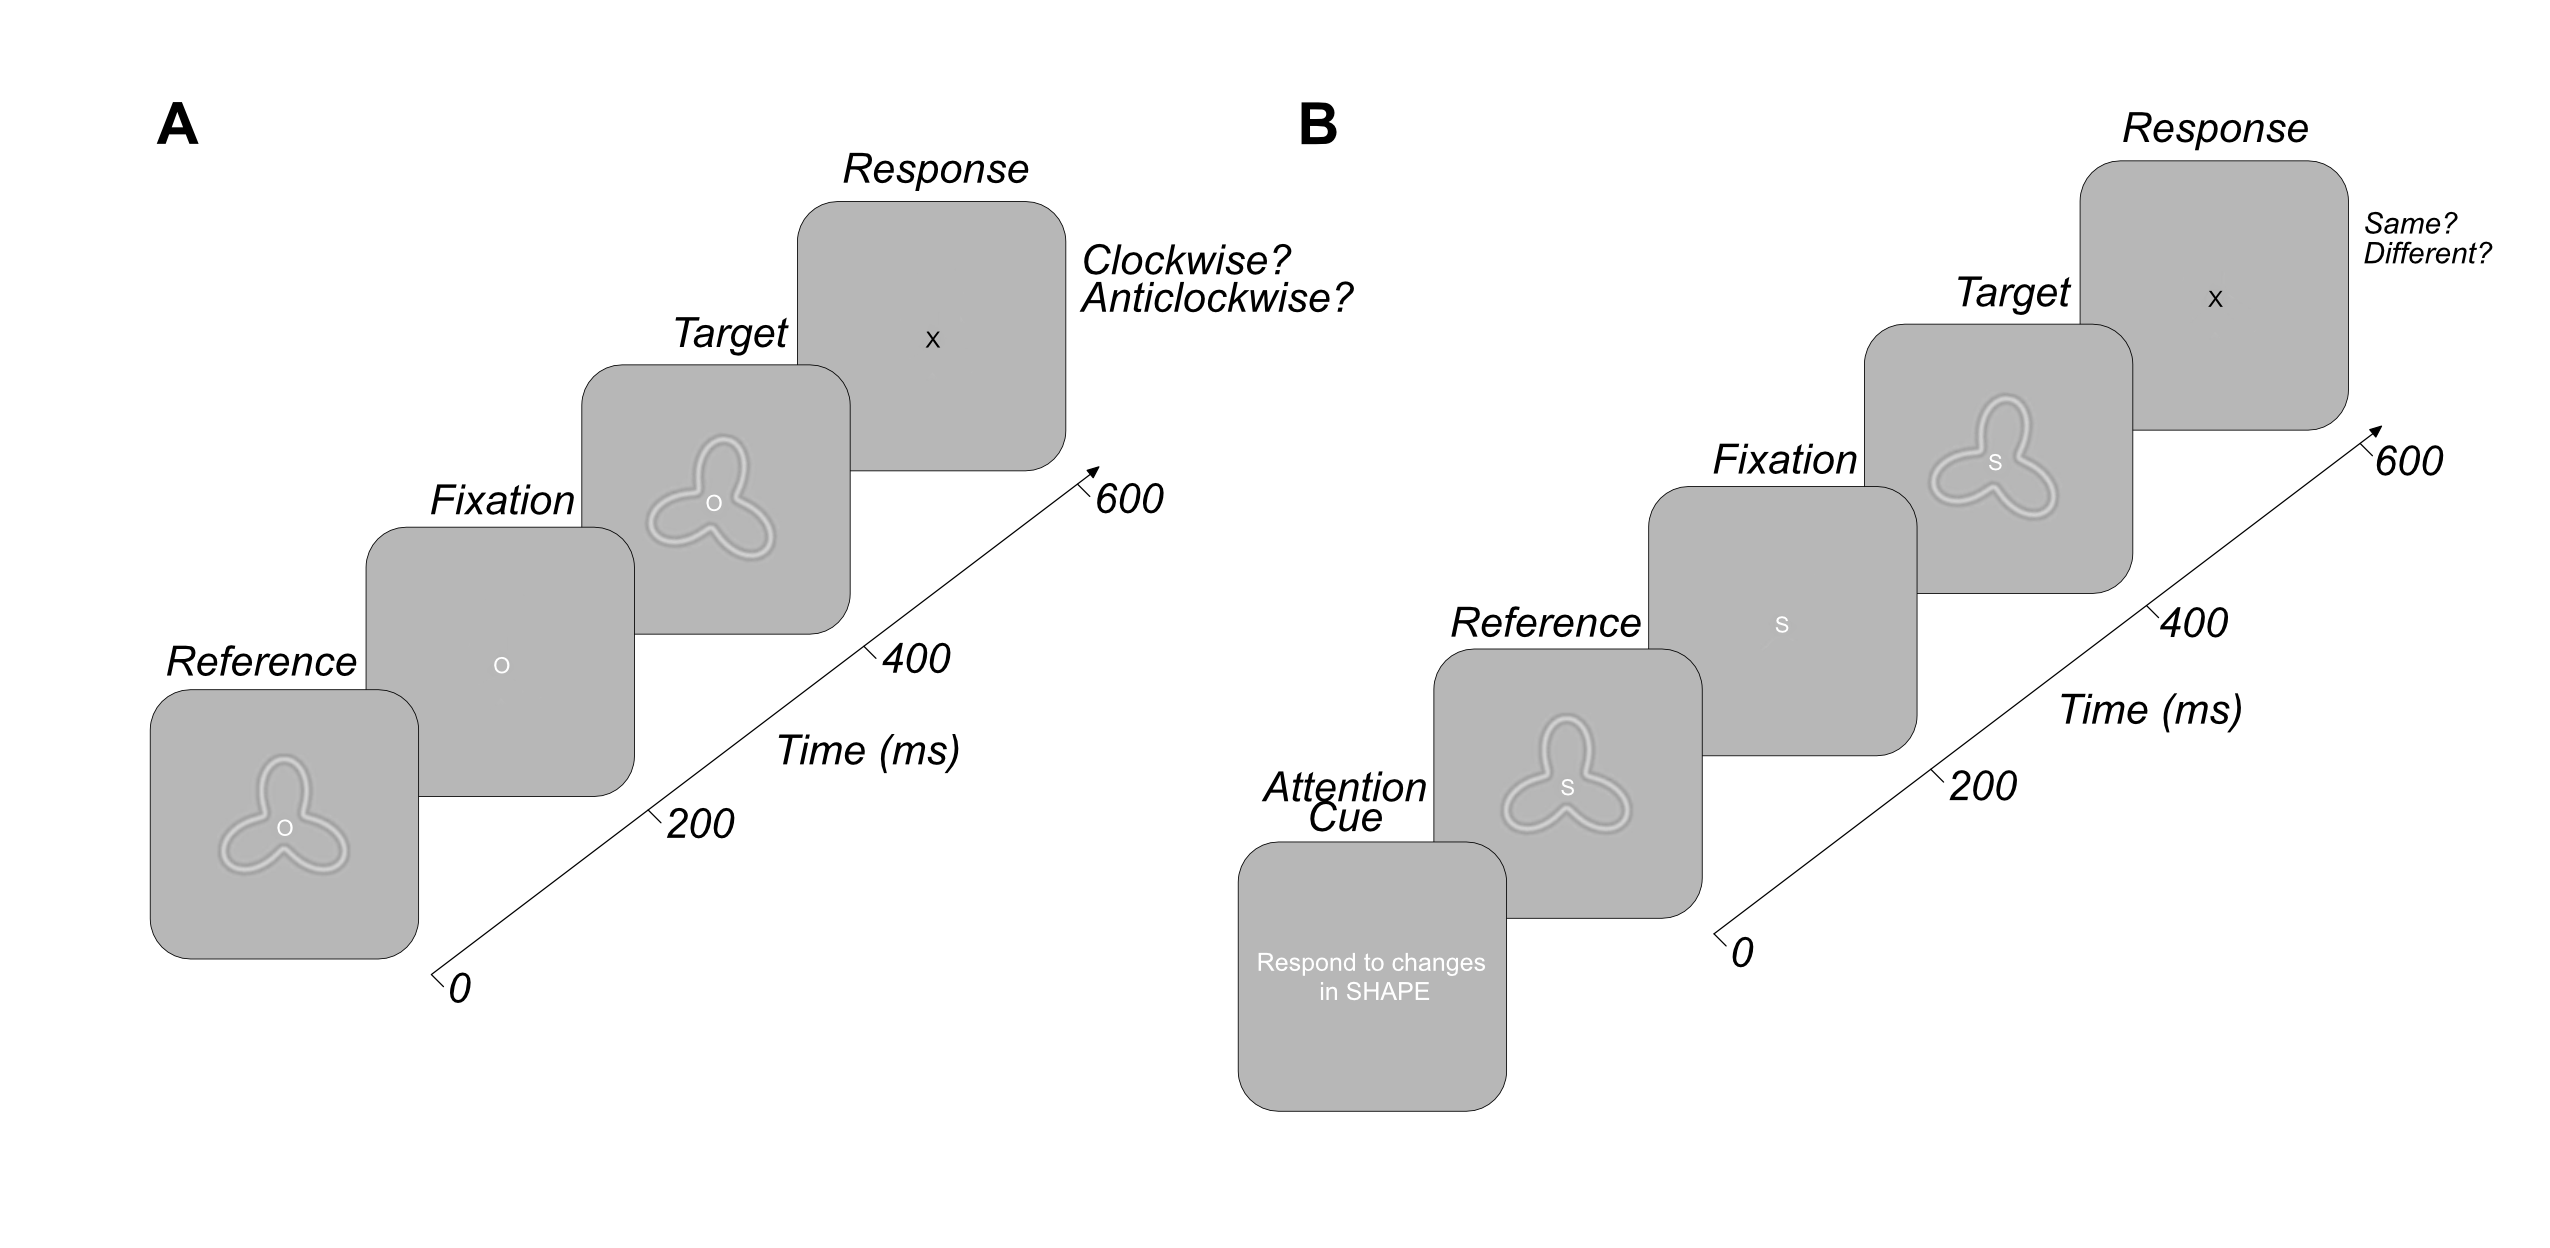 A
Response
Clockwise?
Anticlockwise?
X
Target
O
Fixation
O
Reference
O
0
200
400
600
Time (ms)
B
Response
Same?
Different?
X
Target
S
Fixation
S
Reference
S
Attention
Cue
Respond to changes
in SHAPE
0
200
400
600
Time (ms)